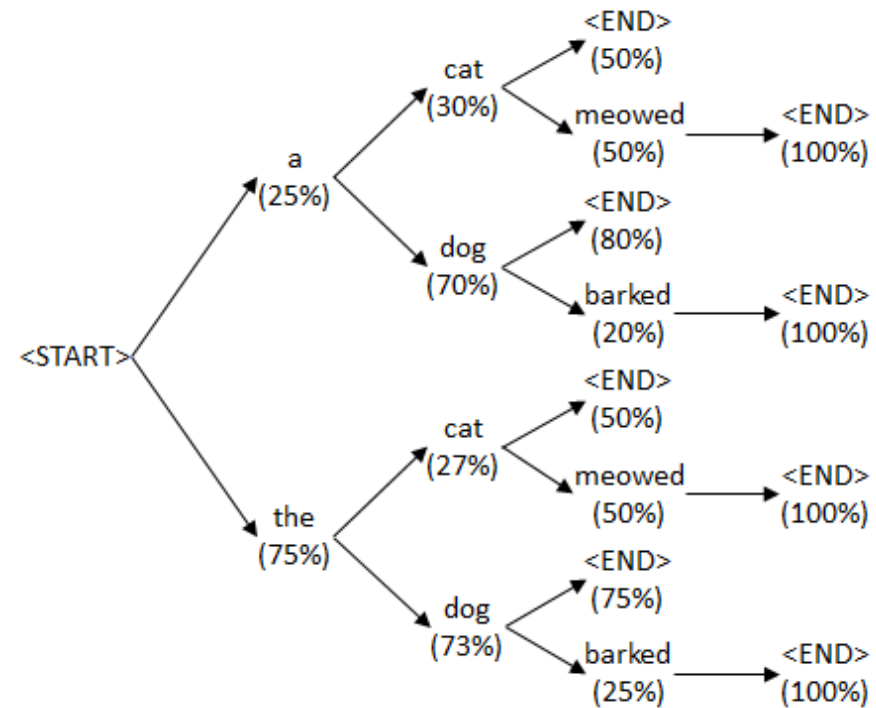 <END>
(50%)
cat
(30%)
meowed
(50%)
<END>
(100%)
a
(25%)
<END>
(80%)
dog
(70%)
barked
(20%)
<END>
(100%)
<START>
<END>
(50%)
cat
(27%)
meowed
(50%)
<END>
(100%)
the
(75%)
<END>
(75%)
dog
(73%)
barked
(25%)
<END>
(100%)